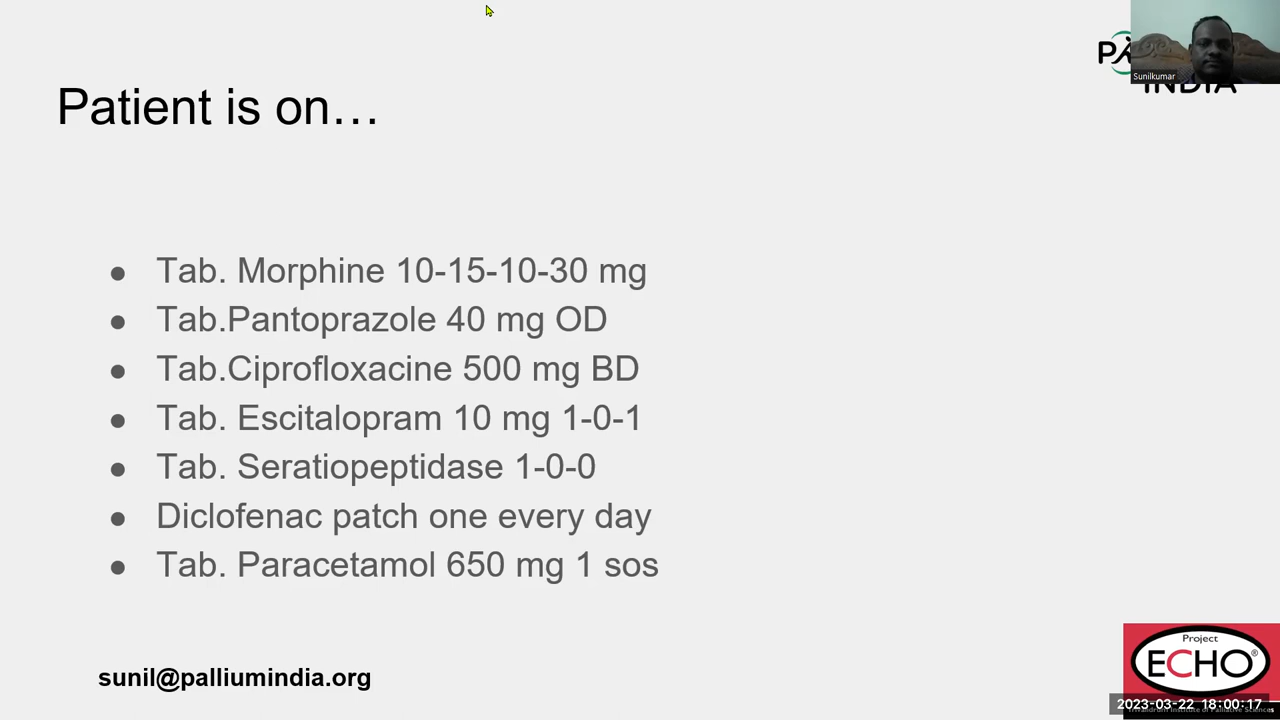 Sunilkumar
INDIA
Patient is on…
● Tab. Morphine 10-15-10-30 mg
● Tab.Pantoprazole 40 mg OD
● Tab.Ciprofloxacine 500 mg BD
● Tab. Escitalopram 10 mg 1-0-1
● Tab. Seratiopeptidase 1-0-0
● Diclofenac patch one every day
● Tab. Paracetamol 650 mg 1 sos
sunil@palliumindia.org
Project
ECHO®
2023-03-22 18:00:17